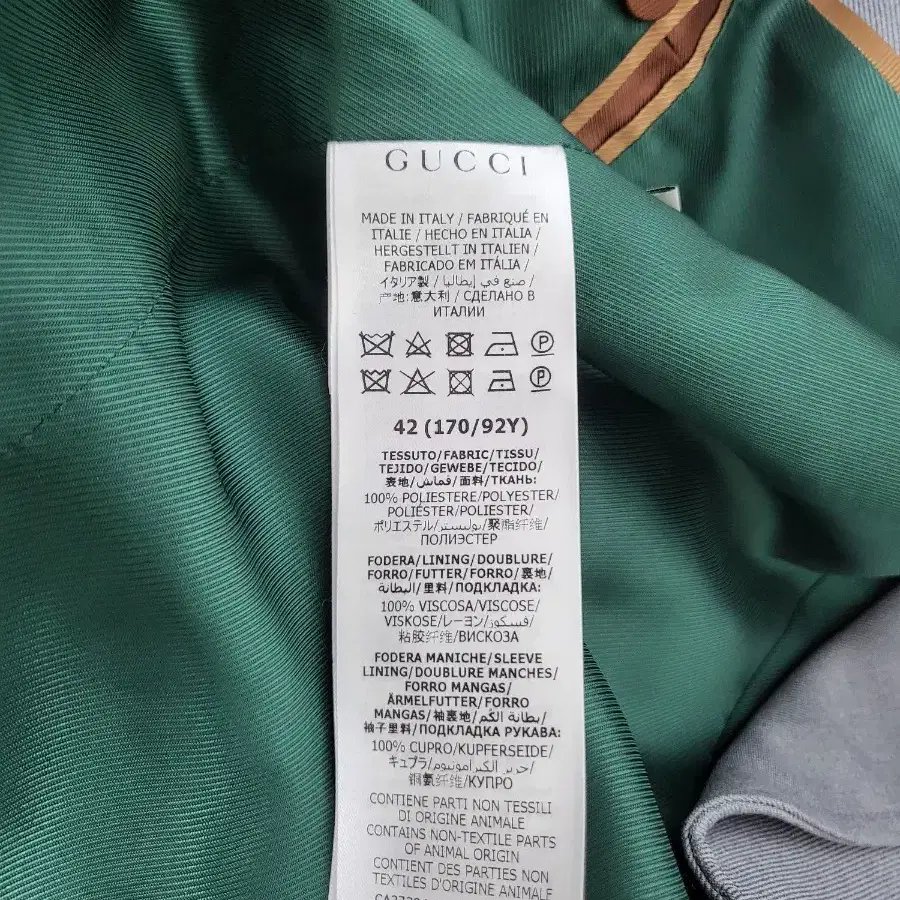 GUCCI
MADE IN ITALY / FABRIQUÉ EN
ITALIE / HECHO EN ITALIA /
HERGESTELLT IN ITALIEN /
FABRICADO EM ITÁLIA /
イタリア製 / صنع في إيطاليا /
产地:意大利 / СДЕЛАНО В
ИТАЛИИ
P
P
42 (170/92Y)
TESSUTO/FABRIC/TISSU/
TEJIDO/GEWEBE/TECIDO/
表地/قماش/面料/ТКАНЬ:
100% POLIESTERE/POLYESTER/
POLIÉSTER/POLIESTER/
ポリエステル/بوليستر/聚酯纤维/
ПОЛИЭСТЕР
FODERA/LINING/DOUBLURE/
FORRO/FUTTER/FORRO/裏地/
البطانة/里料/ПОДКЛАДКА:
100% VISCOSA/VISCOSE/
VISKOSE/レーヨン/فسكوز/
粘胶纤维/ВИСКОЗА
FODERA MANICHE/SLEEVE
LINING/DOUBLURE MANCHES/
FORRO MANGAS/
ÄRMELFUTTER/FORRO
MANGAS/袖裏地/بطانة الكُم/
袖子里料/ПОДКЛАДКА РУКАВА:
100% CUPRO/KUPFERSEIDE/
キュプラ/حرير الكبرامونيوم/
铜氨纤维/КУПРО
CONTIENE PARTI NON TESSILI
DI ORIGINE ANIMALE
CONTAINS NON-TEXTILE PARTS
OF ANIMAL ORIGIN
CONTIENT DES PARTIES NON
TEXTILES D'ORIGINE ANIMALE